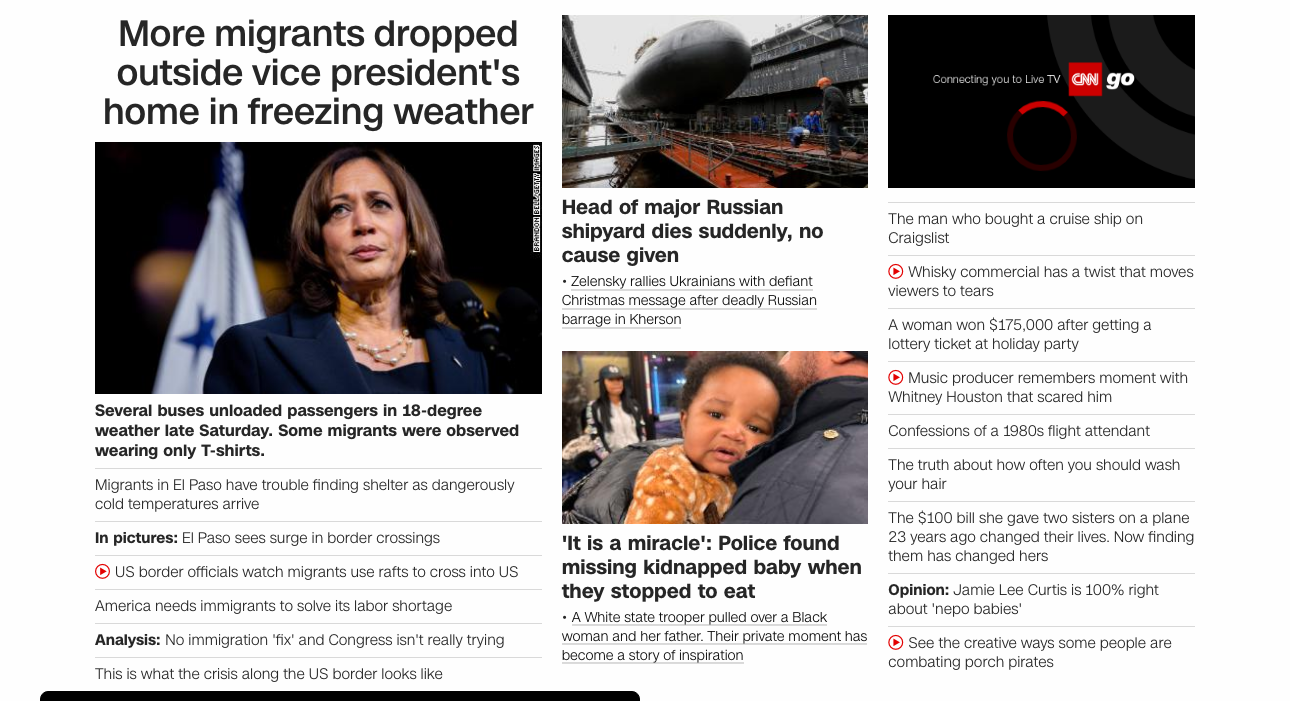 More migrants dropped
outside vice president's
home in freezing weather
BRANDON BELL/GETTY IMAGES
Several buses unloaded passengers in 18-degree
weather late Saturday. Some migrants were observed
wearing only T-shirts.
Migrants in El Paso have trouble finding shelter as dangerously
cold temperatures arrive
In pictures: El Paso sees surge in border crossings
US border officials watch migrants use rafts to cross into US
America needs immigrants to solve its labor shortage
Analysis: No immigration 'fix' and Congress isn't really trying
This is what the crisis along the US border looks like
Head of major Russian
shipyard dies suddenly, no
cause given
• Zelensky rallies Ukrainians with defiant
Christmas message after deadly Russian
barrage in Kherson
'It is a miracle': Police found
missing kidnapped baby when
they stopped to eat
• A White state trooper pulled over a Black
woman and her father. Their private moment has
become a story of inspiration
Connecting you to Live TV CNN go
The man who bought a cruise ship on
Craigslist
Whisky commercial has a twist that moves
viewers to tears
A woman won $175,000 after getting a
lottery ticket at holiday party
Music producer remembers moment with
Whitney Houston that scared him
Confessions of a 1980s flight attendant
The truth about how often you should wash
your hair
The $100 bill she gave two sisters on a plane
23 years ago changed their lives. Now finding
them has changed hers
Opinion: Jamie Lee Curtis is 100% right
about 'nepo babies'
See the creative ways some people are
combating porch pirates